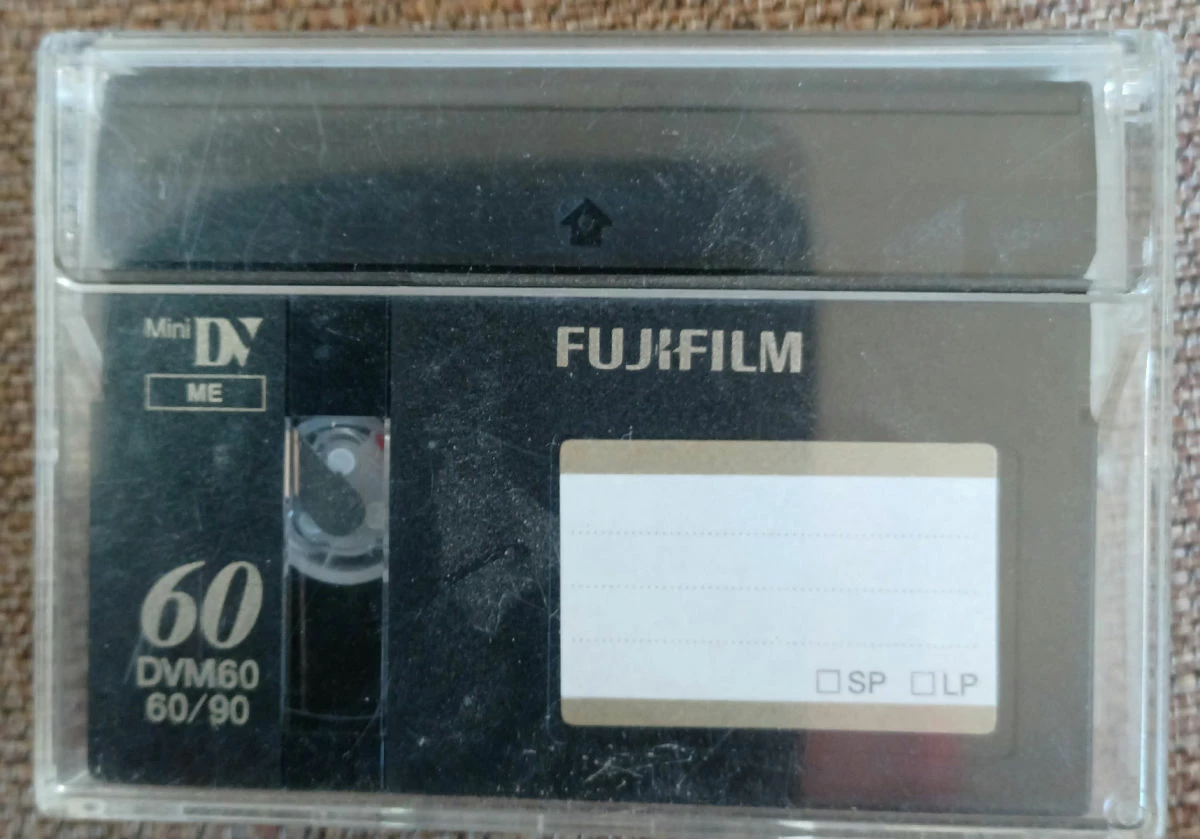 Mini DV
ME
FUJIFILM
60
DVM60
60/90
□SP □LP